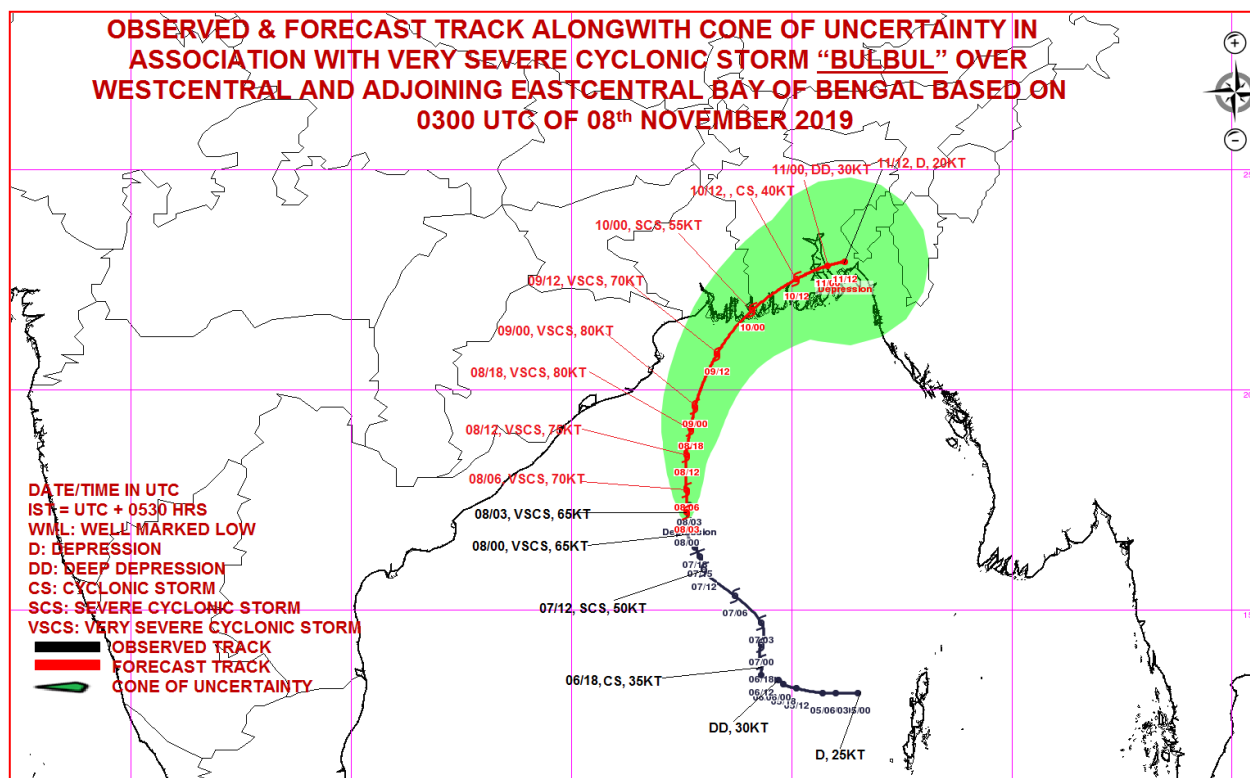 OBSERVED & FORECAST TRACK ALONGWITH CONE OF UNCERTAINTY IN
ASSOCIATION WITH VERY SEVERE CYCLONIC STORM “BULBUL” OVER
WESTCENTRAL AND ADJOINING EASTCENTRAL BAY OF BENGAL BASED ON
0300 UTC OF 08th NOVEMBER 2019
11/12, D, 20KT
11/00, DD, 30KT
10/12, , CS, 40KT
10/00, SCS, 55KT
09/12, VSCS, 70KT
09/00, VSCS, 80KT
08/18, VSCS, 80KT
08/12, VSCS, 75KT
08/06, VSCS, 70KT
08/03, VSCS, 65KT
08/00, VSCS, 65KT
07/12, SCS, 50KT
06/18, CS, 35KT
DD, 30KT
D, 25KT
11/12
11/00
Depression
10/12
10/00
09/12
09/00
08/18
08/12
08/06
08/03
08/03
08/00
07/12
07/06
07/03
07/00
06/18
06/12
05/06
DATE/TIME IN UTC
IST = UTC + 0530 HRS
WML: WELL MARKED LOW
D: DEPRESSION
DD: DEEP DEPRESSION
CS: CYCLONIC STORM
SCS: SEVERE CYCLONIC STORM
VSCS: VERY SEVERE CYCLONIC STORM
OBSERVED TRACK
FORECAST TRACK
CONE OF UNCERTAINTY